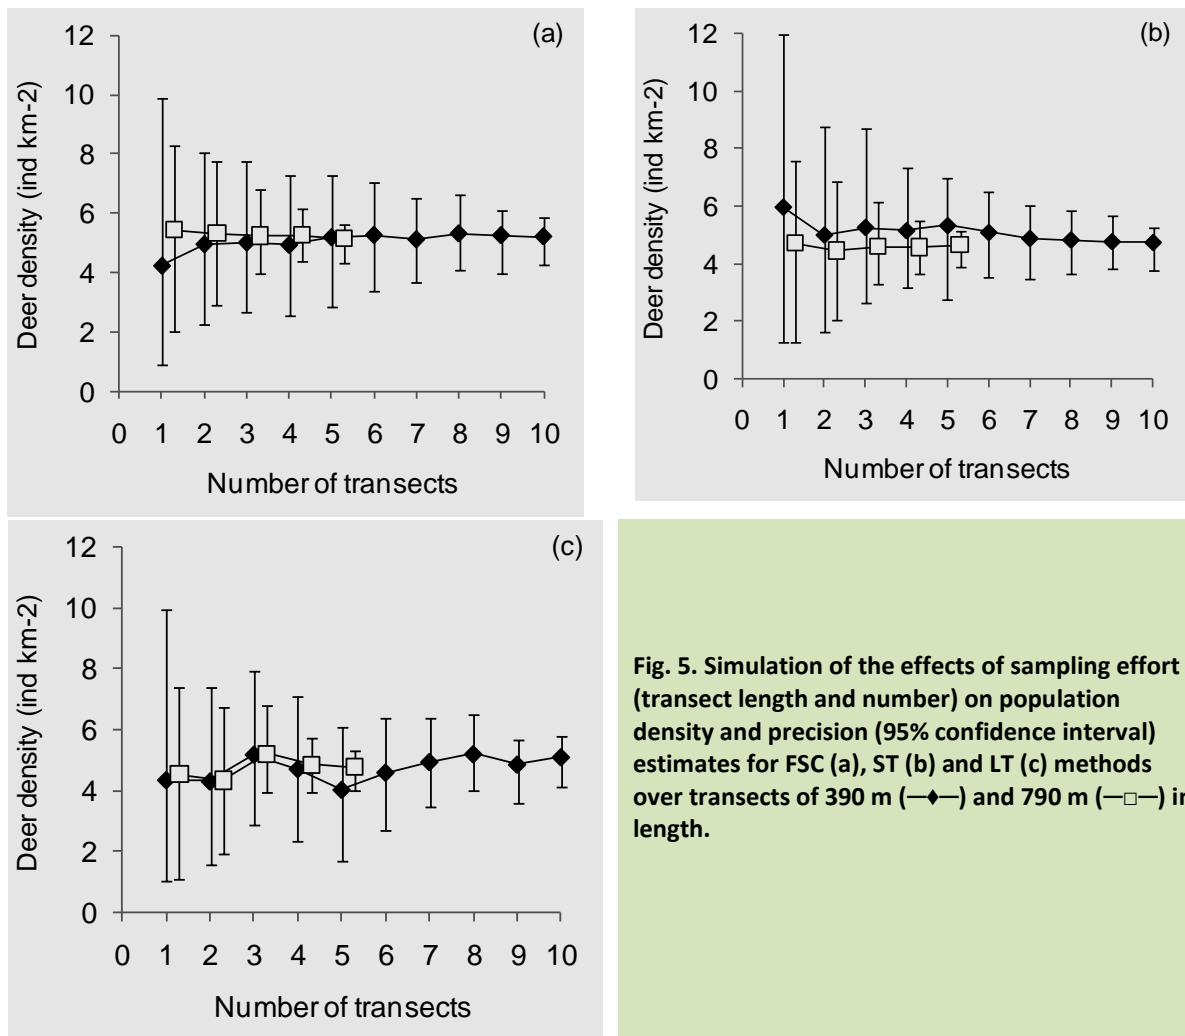 (a)
12
10
8
6
4
2
0
Deer density (ind km-2)
0 1 2 3 4 5 6 7 8 9 10
Number of transects
(b)
12
10
8
6
4
2
0
Deer density (ind km-2)
0 1 2 3 4 5 6 7 8 9 10
Number of transects
(c)
12
10
8
6
4
2
0
Deer density (ind km-2)
0 1 2 3 4 5 6 7 8 9 10
Number of transects
Fig. 5. Simulation of the effects of sampling effort
(transect length and number) on population
density and precision (95% confidence interval)
estimates for FSC (a), ST (b) and LT (c) methods
over transects of 390 m (—◆—) and 790 m (—□—) in
length.